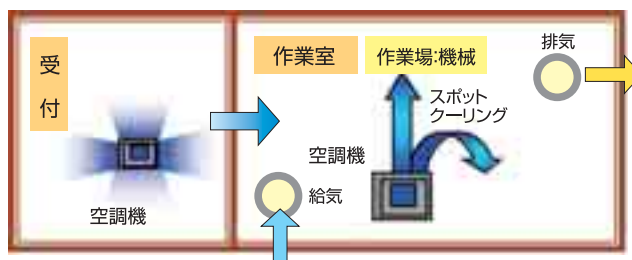 受付
空調機
作業室
作業場:機械
排気
スポット
クーリング
空調機
給気